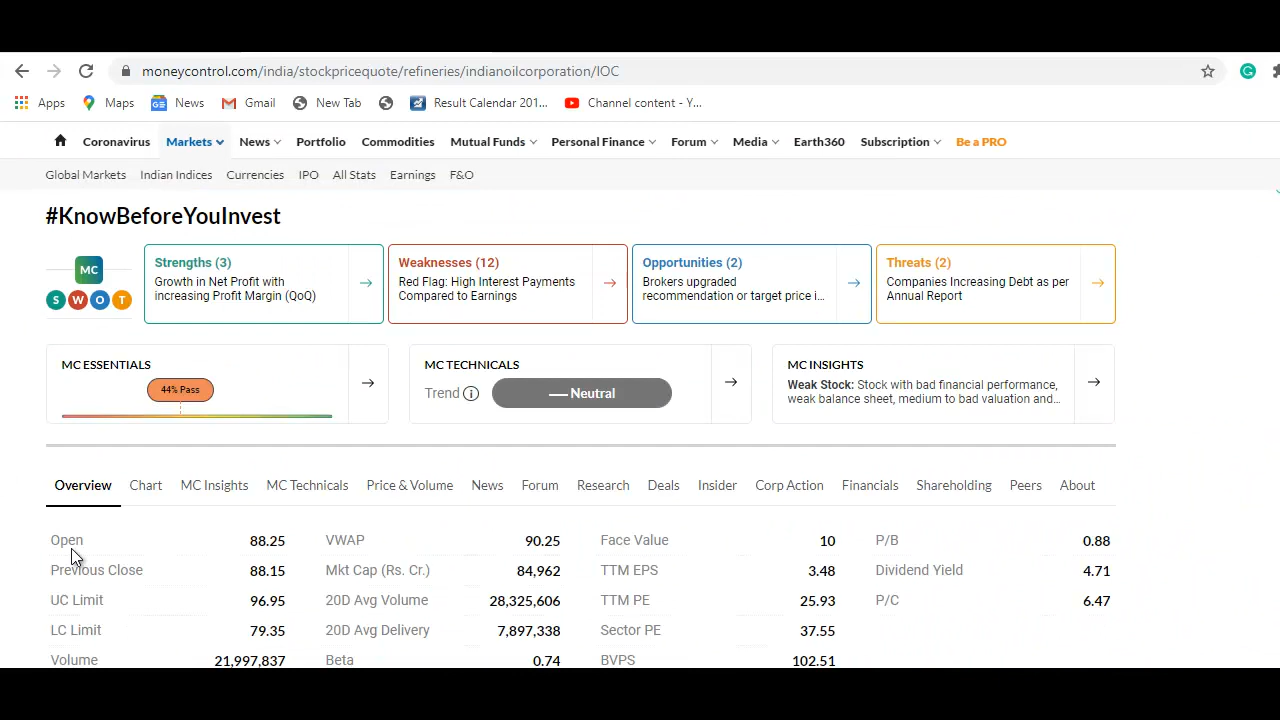 moneycontrol.com/india/stockpricequote/refineries/indianoilcorporation/IOC
Apps Maps News Gmail New Tab Result Calendar 201... Channel content - Y...
Coronavirus Markets News Portfolio Commodities Mutual Funds Personal Finance Forum Media Earth360 Subscription Be a PRO
Global Markets Indian Indices Currencies IPO All Stats Earnings F&O
#KnowBeforeYouInvest
MC
S W O T
Strengths (3)
Growth in Net Profit with
increasing Profit Margin (QoQ)
Weaknesses (12)
Red Flag: High Interest Payments
Compared to Earnings
Opportunities (2)
Brokers upgraded
recommendation or target price i...
Threats (2)
Companies Increasing Debt as per
Annual Report
MC ESSENTIALS
44% Pass
MC TECHNICALS
Trend Neutral
MC INSIGHTS
Weak Stock: Stock with bad financial performance,
weak balance sheet, medium to bad valuation and...
Overview Chart MC Insights MC Technicals Price & Volume News Forum Research Deals Insider Corp Action Financials Shareholding Peers About
Open 88.25 VWAP 90.25 Face Value 10 P/B 0.88
Previous Close 88.15 Mkt Cap (Rs. Cr.) 84,962 TTM EPS 3.48 Dividend Yield 4.71
UC Limit 96.95 20D Avg Volume 28,325,606 TTM PE 25.93 P/C 6.47
LC Limit 79.35 20D Avg Delivery 7,897,338 Sector PE 37.55
Volume 21,997,837 Beta 0.74 BVPS 102.51